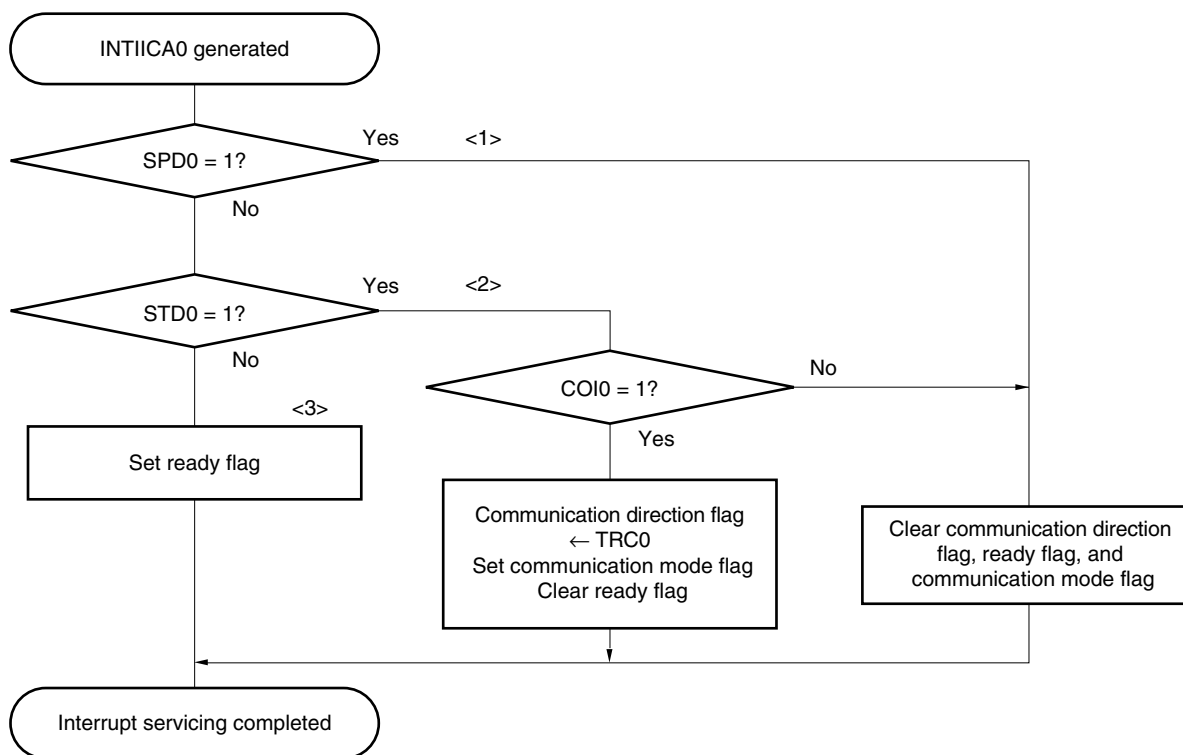 INTIICA0 generated
Yes
<1>
SPD0 = 1?
No
Yes
<2>
STD0 = 1?
No
No
COI0 = 1?
<3>
Yes
Set ready flag
Communication direction flag
← TRC0
Set communication mode flag
Clear ready flag
Clear communication direction
flag, ready flag, and
communication mode flag
Interrupt servicing completed